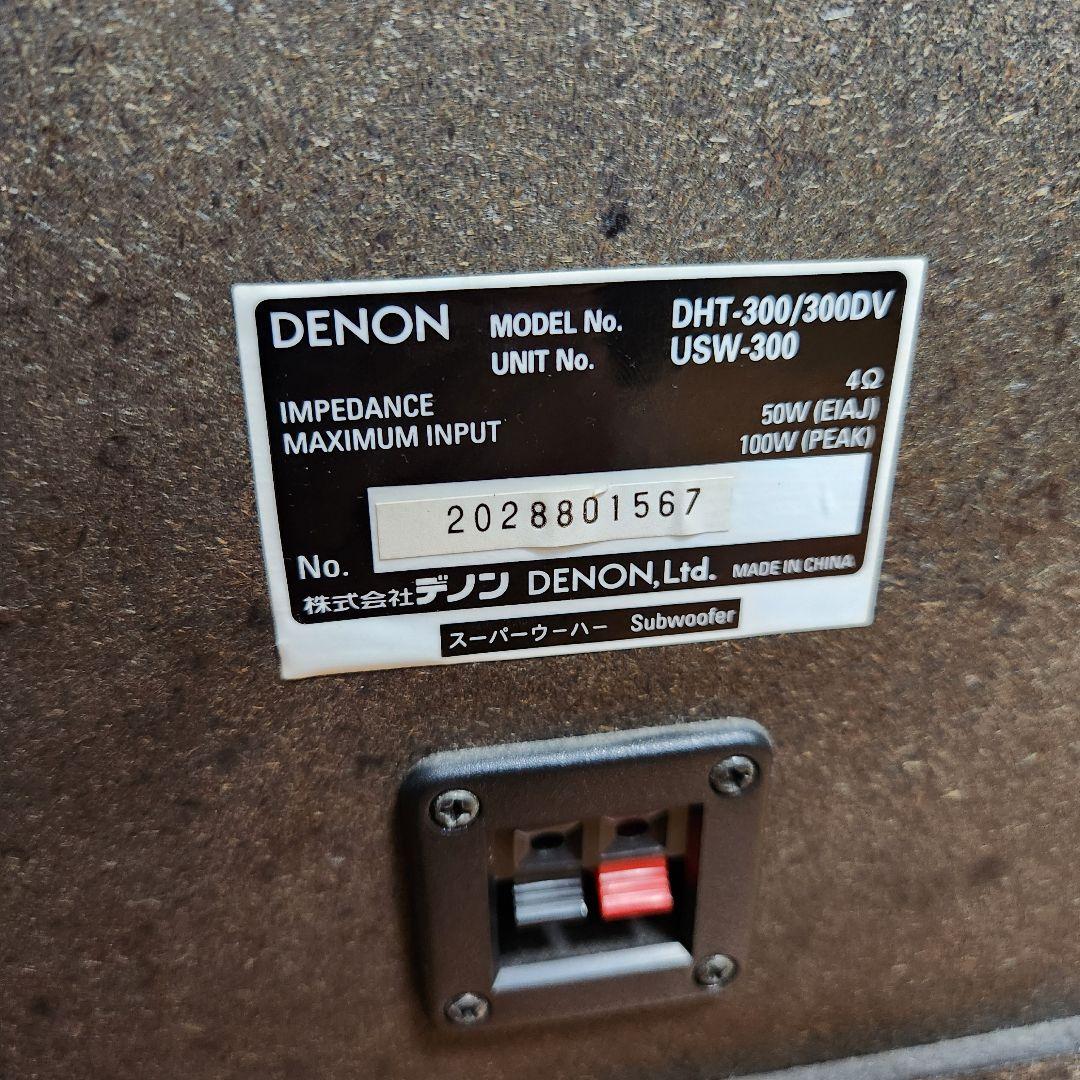 DENON MODEL No. DHT-300/300DV
UNIT No. USW-300
IMPEDANCE 4Ω
MAXIMUM INPUT 50W (EIAJ)
100W (PEAK)
No. 2028801567
株式会社デノン DENON, Ltd. MADE IN CHINA
スーパーウーハー Subwoofer